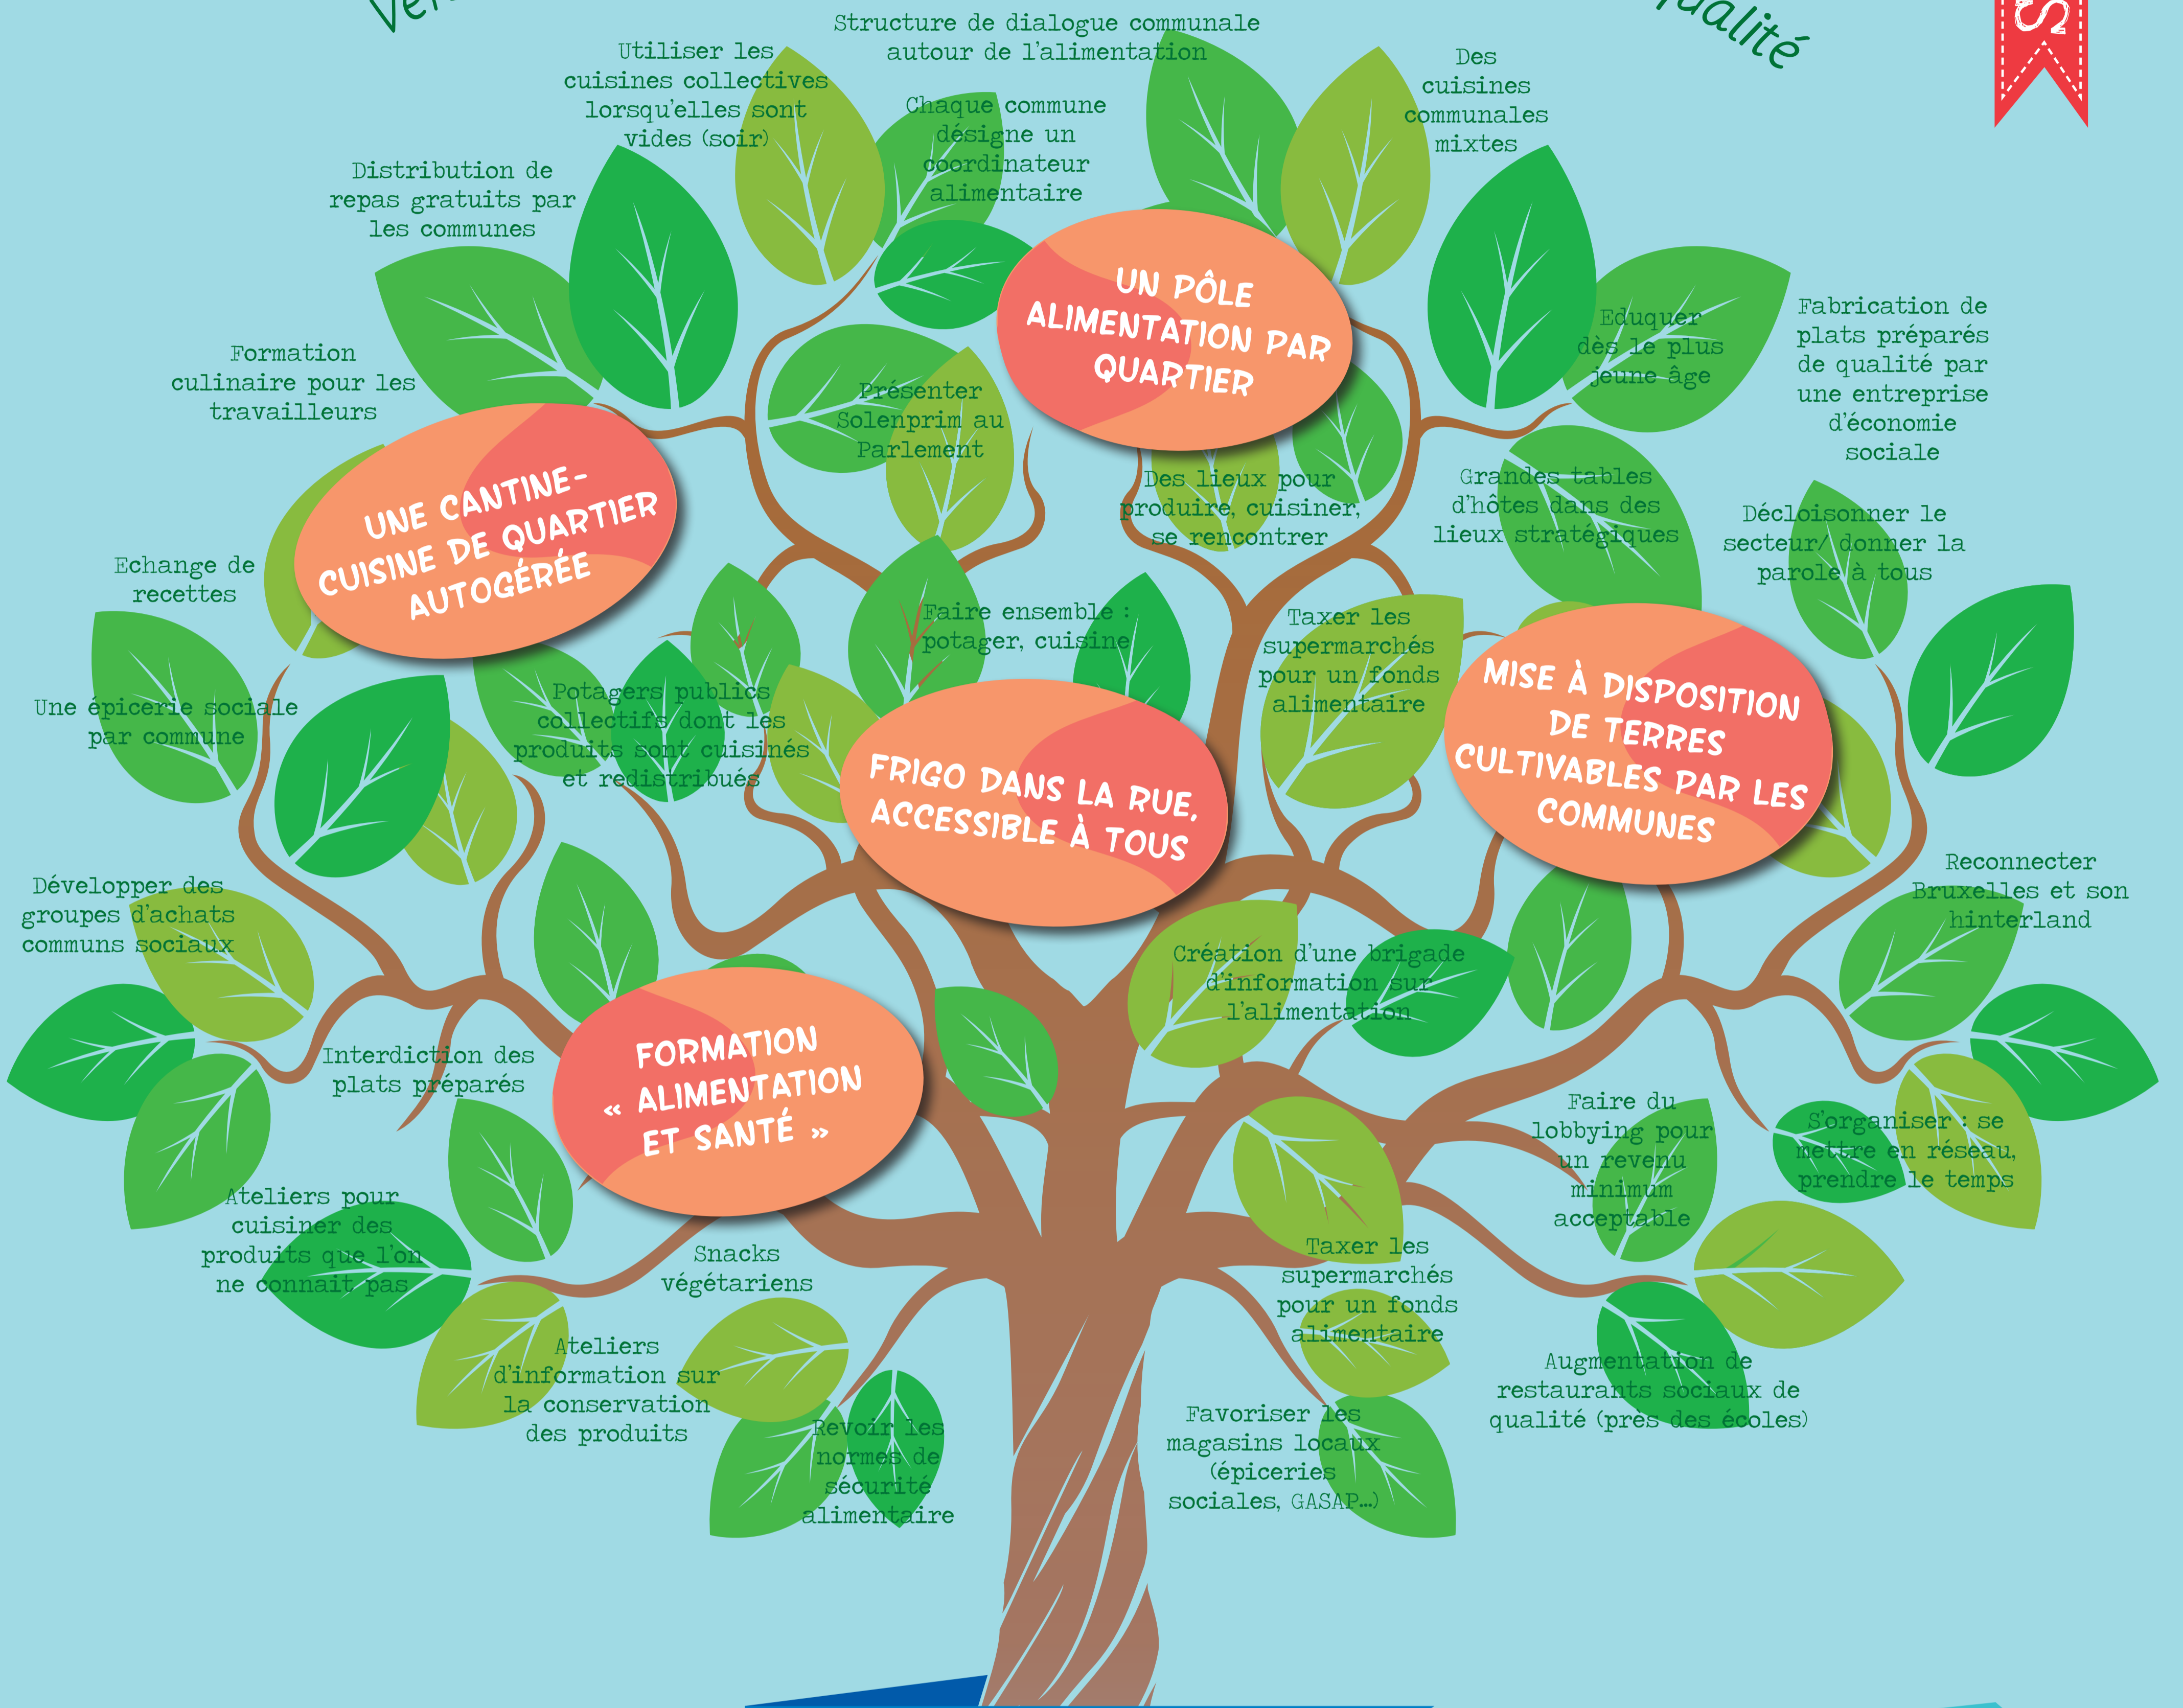 qualité
S
Structure de dialogue communale
autour de l'alimentation
Utiliser les
cuisines collectives
lorsqu'elles sont
vides (soir)
Des
cuisines
communales
mixtes
Chaque commune
désigne un
coordinateur
alimentaire
Distribution de
repas gratuits par
les communes
UN PÔLE
ALIMENTATION PAR
QUARTIER
Eduquer
dès le plus
jeune âge
Fabrication de
plats préparés
de qualité par
une entreprise
d'économie
sociale
Formation
culinaire pour les
travailleurs
Présenter
Solenprim au
Parlement
Des lieux pour
produire, cuisiner,
se rencontrer
Grandes tables
d'hôtes dans des
lieux stratégiques
UNE CANTINE-
CUISINE DE QUARTIER
AUTOGÉRÉE
Décloisonner le
secteur/ donner la
parole à tous
Echange de
recettes
Faire ensemble :
potager, cuisine
Taxer les
supermarchés
pour un fonds
alimentaire
MISE À DISPOSITION
DE TERRES
CULTIVABLES PAR LES
COMMUNES
Une épicerie sociale
par commune
Potagers publics
collectifs dont les
produits sont cuisinés
et redistribués
FRIGO DANS LA RUE,
ACCESSIBLE À TOUS
Développer des
groupes d'achats
communs sociaux
Reconnecter
Bruxelles et son
hinterland
Création d'une brigade
d'information sur
l'alimentation
Interdiction des
plats préparés
FORMATION
« ALIMENTATION
ET SANTÉ »
Faire du
lobbying pour
un revenu
minimum
acceptable
S'organiser : se
mettre en réseau,
prendre le temps
Ateliers pour
cuisiner des
produits que l'on
ne connait pas
Snacks
végétariens
Taxer les
supermarchés
pour un fonds
alimentaire
Ateliers
d'information sur
la conservation
des produits
Augmentation de
restaurants sociaux de
qualité (près des écoles)
Revoir les
normes de
sécurité
alimentaire
Favoriser les
magasins locaux
(épiceries
sociales, GASAP...)